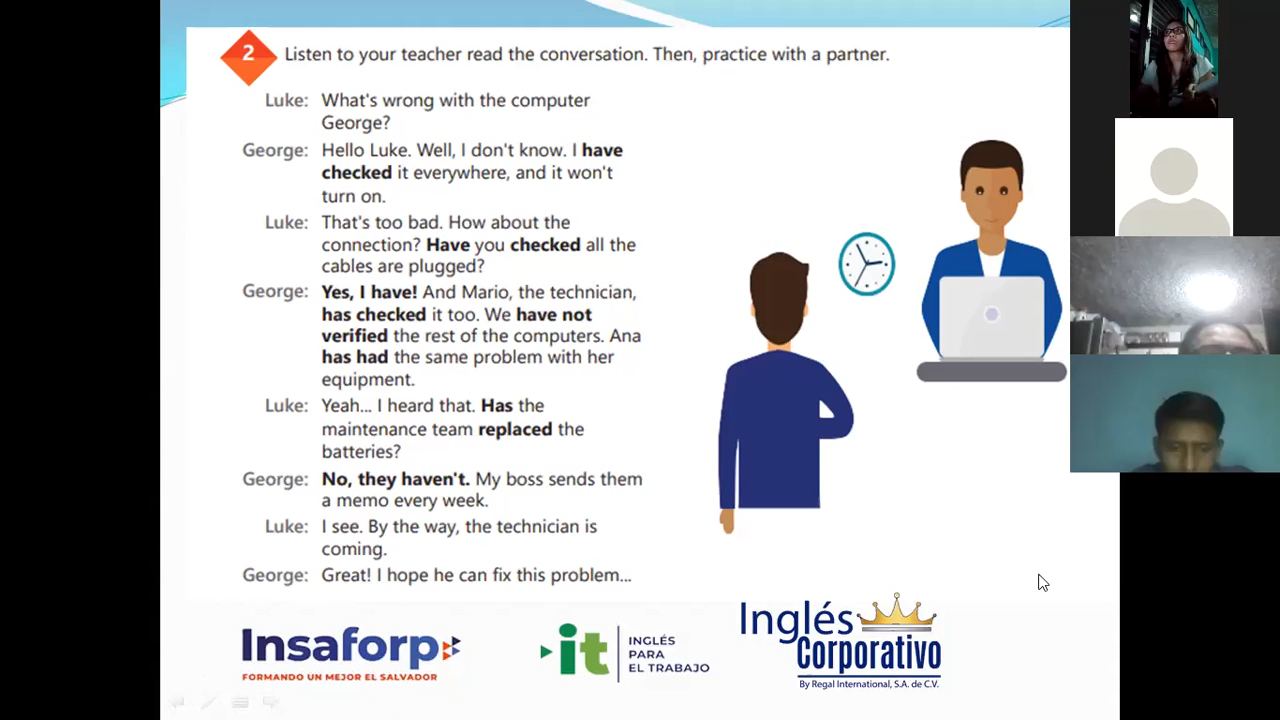 2
Listen to your teacher read the conversation. Then, practice with a partner.
Luke: What's wrong with the computer
George?
George: Hello Luke. Well, I don't know. I have
checked it everywhere, and it won't
turn on.
Luke: That's too bad. How about the
connection? Have you checked all the
cables are plugged?
George: Yes, I have! And Mario, the technician,
has checked it too. We have not
verified the rest of the computers. Ana
has had the same problem with her
equipment.
Luke: Yeah... I heard that. Has the
maintenance team replaced the
batteries?
George: No, they haven't. My boss sends them
a memo every week.
Luke: I see. By the way, the technician is
coming.
George: Great! I hope he can fix this problem...
Insaforp
FORMANDO UN MEJOR EL SALVADOR
it
INGLÉS
PARA
EL TRABAJO
Inglés
Corporativo
By Regal International, S.A. de C.V.